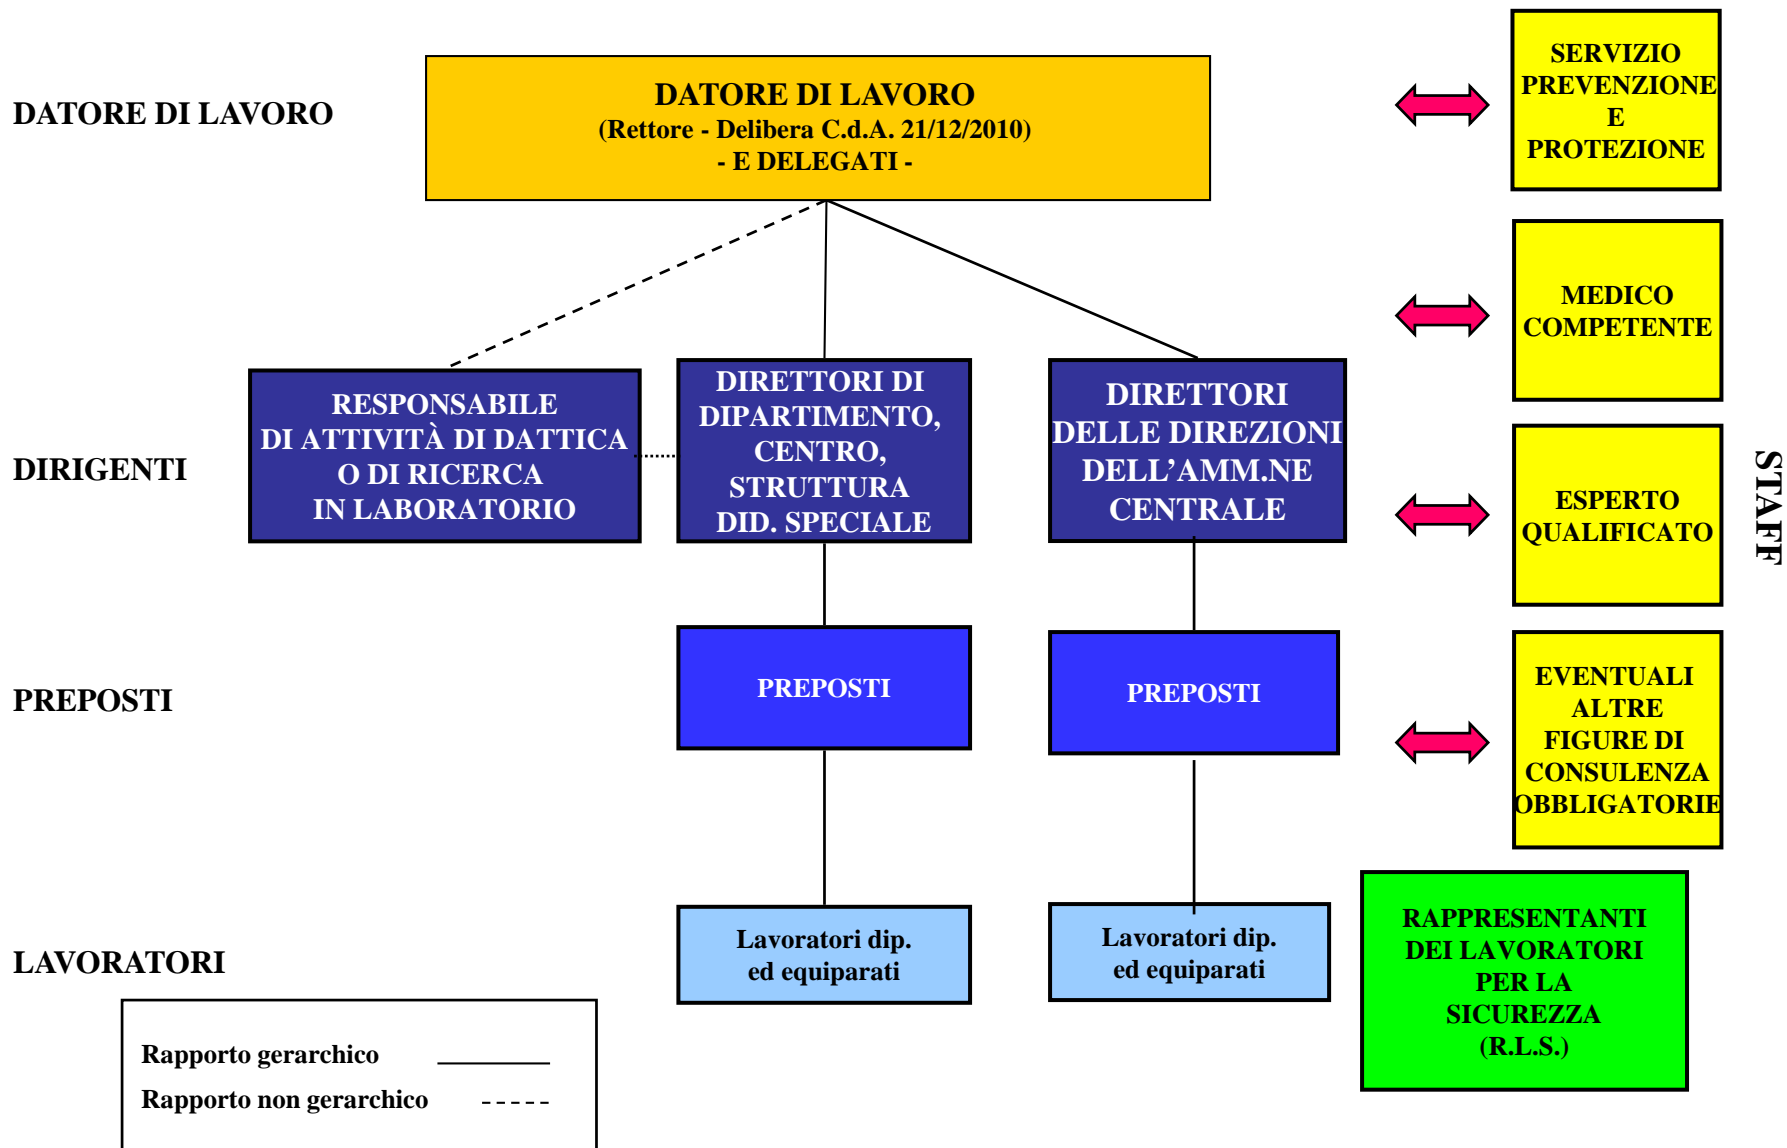 DATORE DI LAVORO
DATORE DI LAVORO
(Rettore - Delibera C.d.A. 21/12/2010)
- E DELEGATI -
SERVIZIO
PREVENZIONE
E
PROTEZIONE
MEDICO
COMPETENTE
DIRIGENTI
RESPONSABILE
DI ATTIVITÀ DI DATTICA
O DI RICERCA
IN LABORATORIO
DIRETTORI DI
DIPARTIMENTO,
CENTRO,
STRUTTURA
DID. SPECIALE
DIRETTORI
DELLE DIREZIONI
DELL’AMM.NE
CENTRALE
ESPERTO
QUALIFICATO
STAFF
PREPOSTI
PREPOSTI
PREPOSTI
EVENTUALI
ALTRE
FIGURE DI
CONSULENZA
OBBLIGATORIE
LAVORATORI
Lavoratori dip.
ed equiparati
Lavoratori dip.
ed equiparati
RAPPRESENTANTI
DEI LAVORATORI
PER LA
SICUREZZA
(R.L.S.)
Rapporto gerarchico
Rapporto non gerarchico